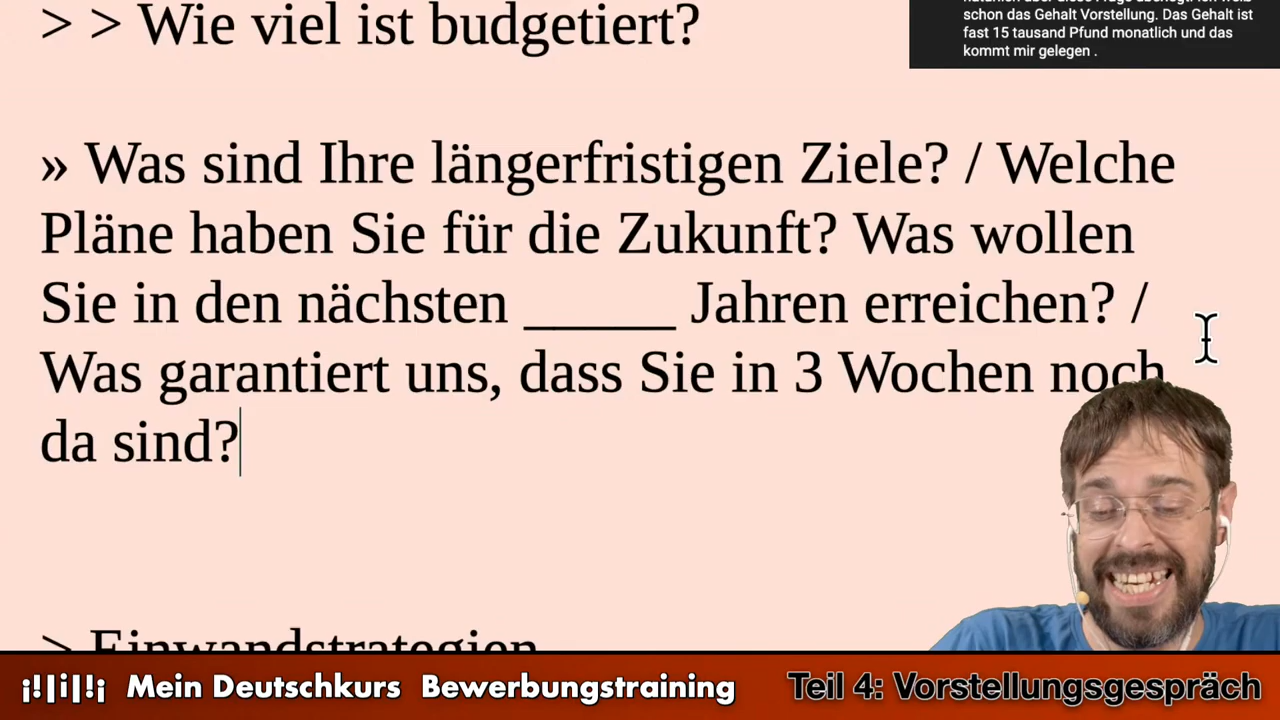 > > Wie viel ist budgetiert?
schon das Gehalt Vorstellung. Das Gehalt ist
fast 15 tausand Pfund monatlich und das
kommt mir gelegen .
» Was sind Ihre längerfristigen Ziele? / Welche
Pläne haben Sie für die Zukunft? Was wollen
Sie in den nächsten _____ Jahren erreichen? /
Was garantiert uns, dass Sie in 3 Wochen noch
da sind?
> Einwandstrategien
¡!|i|!¡ Mein Deutschkurs Bewerbungstraining
Teil 4: Vorstellungsgespräch